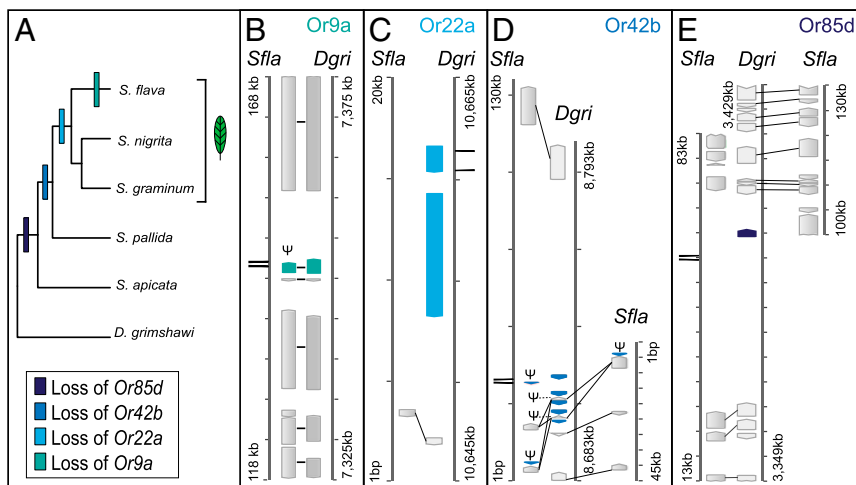 A
S. flava
S. nigrita
S. graminum
S. pallida
S. apicata
D. grimshawi
Loss of Or85d
Loss of Or42b
Loss of Or22a
Loss of Or9a
B
Or9a
Sfla
Dgri
168 kb
7,375 kb
Ψ
118 kb
7,325kb
C
Or22a
Sfla
Dgri
20kb
10,665kb
1bp
10,645kb
D
Or42b
Sfla
130kb
Dgri
8,793kb
Sfla
Ψ
1bp
Ψ
Ψ
Ψ
Ψ
1bp
8,683kb
45kb
E
Or85d
Sfla
Dgri
Sfla
3,429kb
130kb
83kb
100kb
13kb
3,349kb